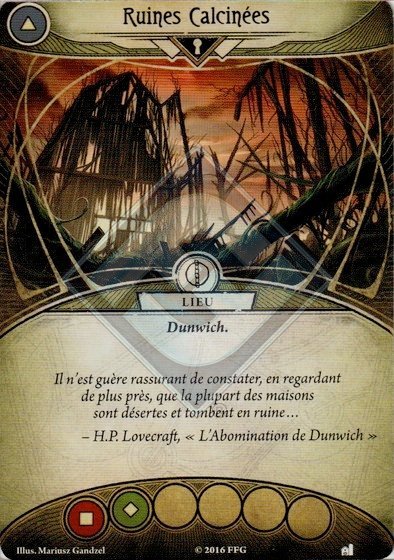 Ruines Calcinées
LIEU
Dunwich.
Il n'est guère rassurant de constater, en regardant
de plus près, que la plupart des maisons
sont désertes et tombent en ruine…
– H.P. Lovecraft, « L'Abomination de Dunwich »
Illus. Mariusz Gandzel
© 2016 FFG